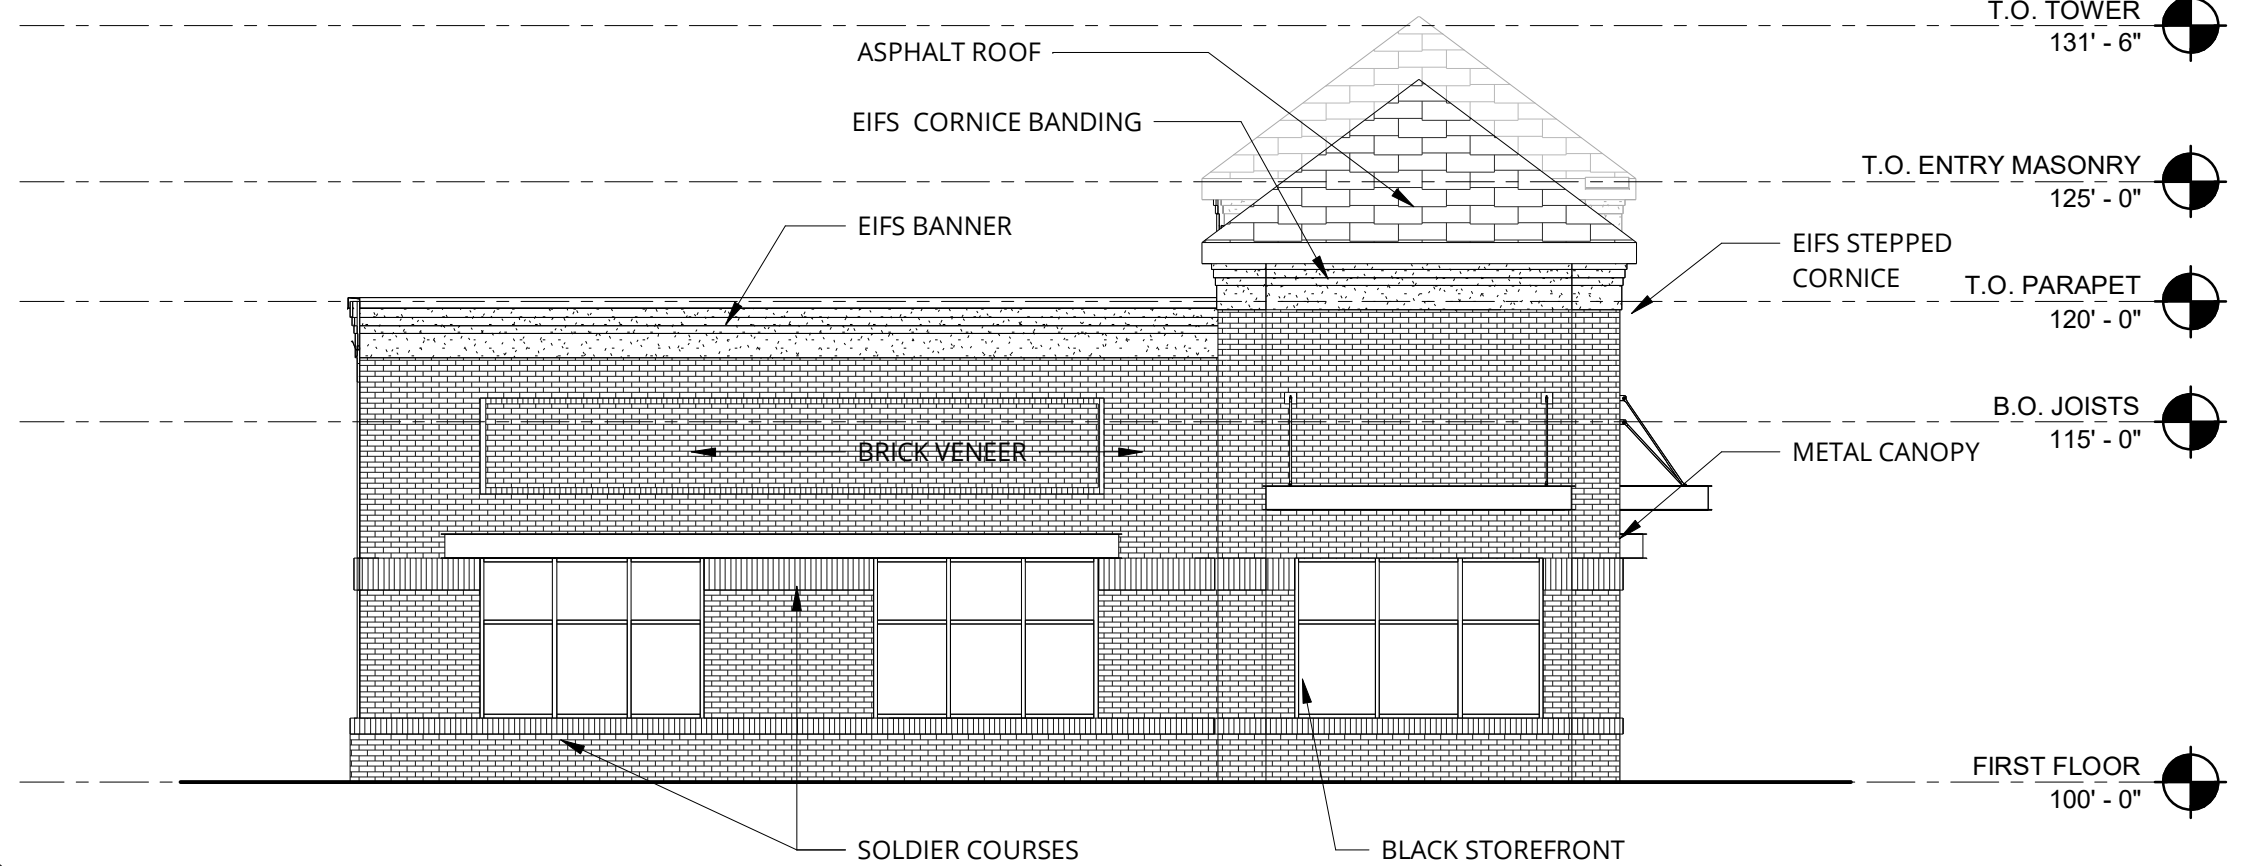 T.O. TOWER
131' - 6"
ASPHALT ROOF
EIFS  CORNICE BANDING
T.O. ENTRY MASONRY
125' - 0"
EIFS BANNER
EIFS STEPPED
CORNICE
T.O. PARAPET
120' - 0"
B.O. JOISTS
115' - 0"
BRICK VENEER
METAL CANOPY
FIRST FLOOR
100' - 0"
SOLDIER COURSES
BLACK STOREFRONT